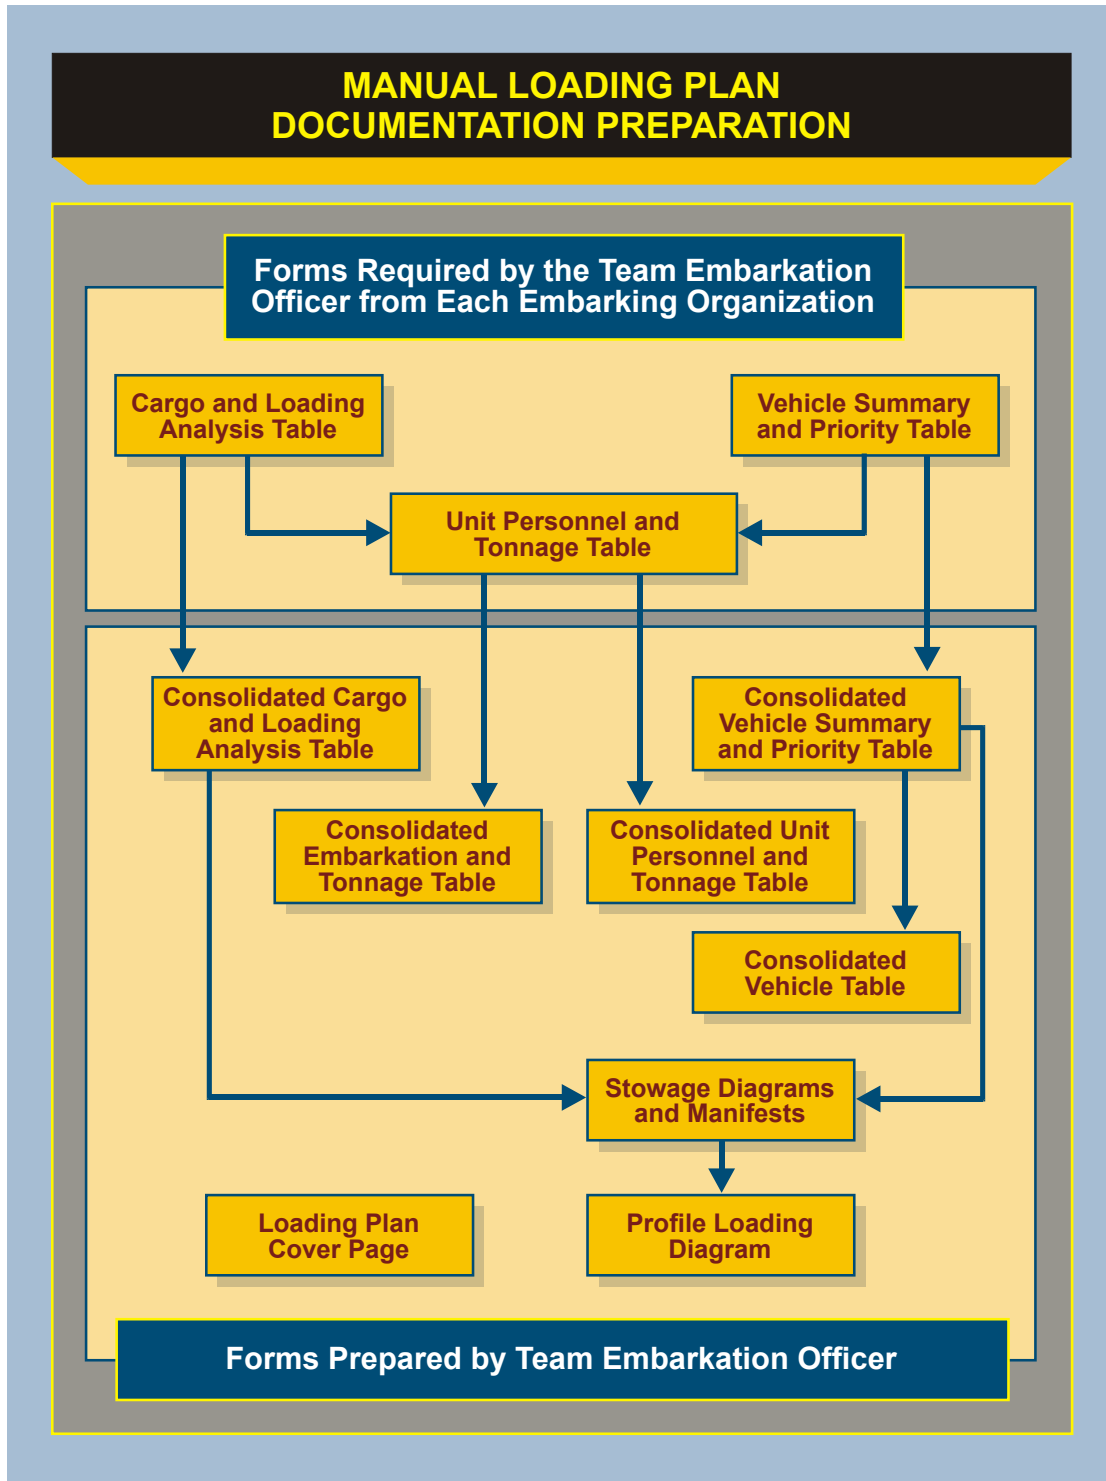 MANUAL LOADING PLAN
DOCUMENTATION PREPARATION
Forms Required by the Team Embarkation
Officer from Each Embarking Organization
Cargo and Loading
Analysis Table
Vehicle Summary
and Priority Table
Unit Personnel and
Tonnage Table
Consolidated Cargo
and Loading
Analysis Table
Consolidated
Vehicle Summary
and Priority Table
Consolidated
Embarkation and
Tonnage Table
Consolidated Unit
Personnel and
Tonnage Table
Consolidated
Vehicle Table
Stowage Diagrams
and Manifests
Loading Plan
Cover Page
Profile Loading
Diagram
Forms Prepared by Team Embarkation Officer